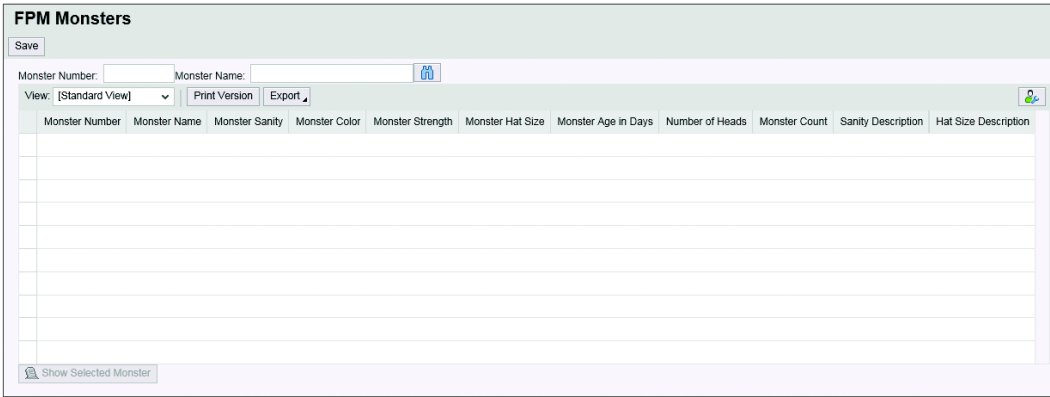 FPM Monsters
Save
Monster Number: Monster Name:
View: [Standard View] Print Version Export
Monster Number Monster Name Monster Sanity Monster Color Monster Strength Monster Hat Size Monster Age in Days Number of Heads Monster Count Sanity Description Hat Size Description
Show Selected Monster